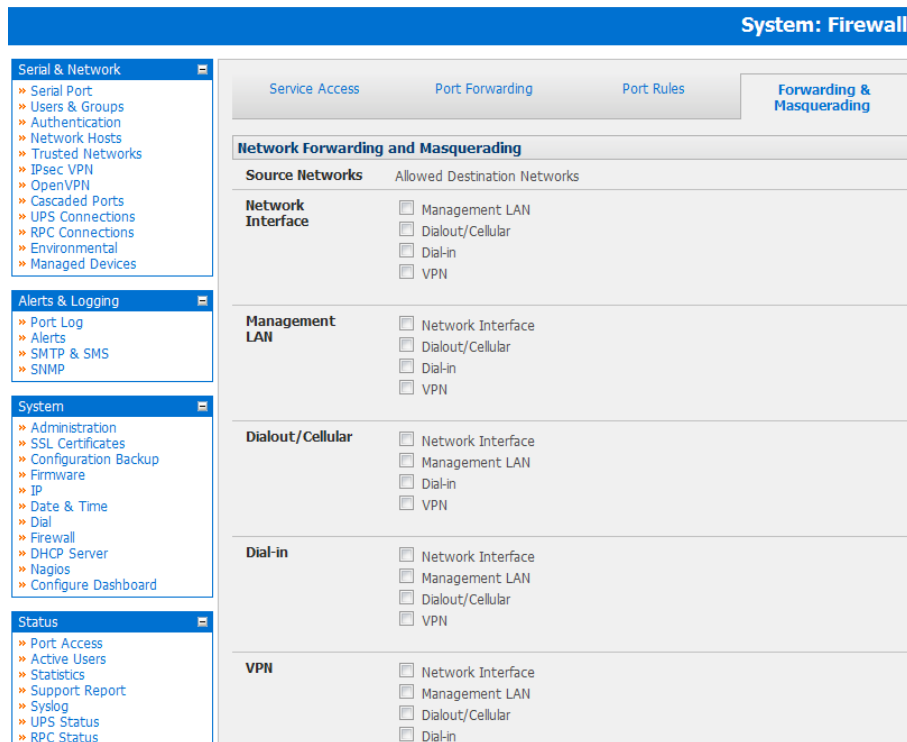 System: Firewall
Serial & Network
» Serial Port
» Users & Groups
» Authentication
» Network Hosts
» Trusted Networks
» IPsec VPN
» OpenVPN
» Cascaded Ports
» UPS Connections
» RPC Connections
» Environmental
» Managed Devices
Alerts & Logging
» Port Log
» Alerts
» SMTP & SMS
» SNMP
System
» Administration
» SSL Certificates
» Configuration Backup
» Firmware
» IP
» Date & Time
» Dial
» Firewall
» DHCP Server
» Nagios
» Configure Dashboard
Status
» Port Access
» Active Users
» Statistics
» Support Report
» Syslog
» UPS Status
» RPC Status
Service Access
Port Forwarding
Port Rules
Forwarding &
Masquerading
Network Forwarding and Masquerading
Source Networks Allowed Destination Networks
Network
Interface
Management LAN
Dialout/Cellular
Dial-in
VPN
Management
LAN
Network Interface
Dialout/Cellular
Dial-in
VPN
Dialout/Cellular
Network Interface
Management LAN
Dial-in
VPN
Dial-in
Network Interface
Management LAN
Dialout/Cellular
VPN
VPN
Network Interface
Management LAN
Dialout/Cellular
Dial-in